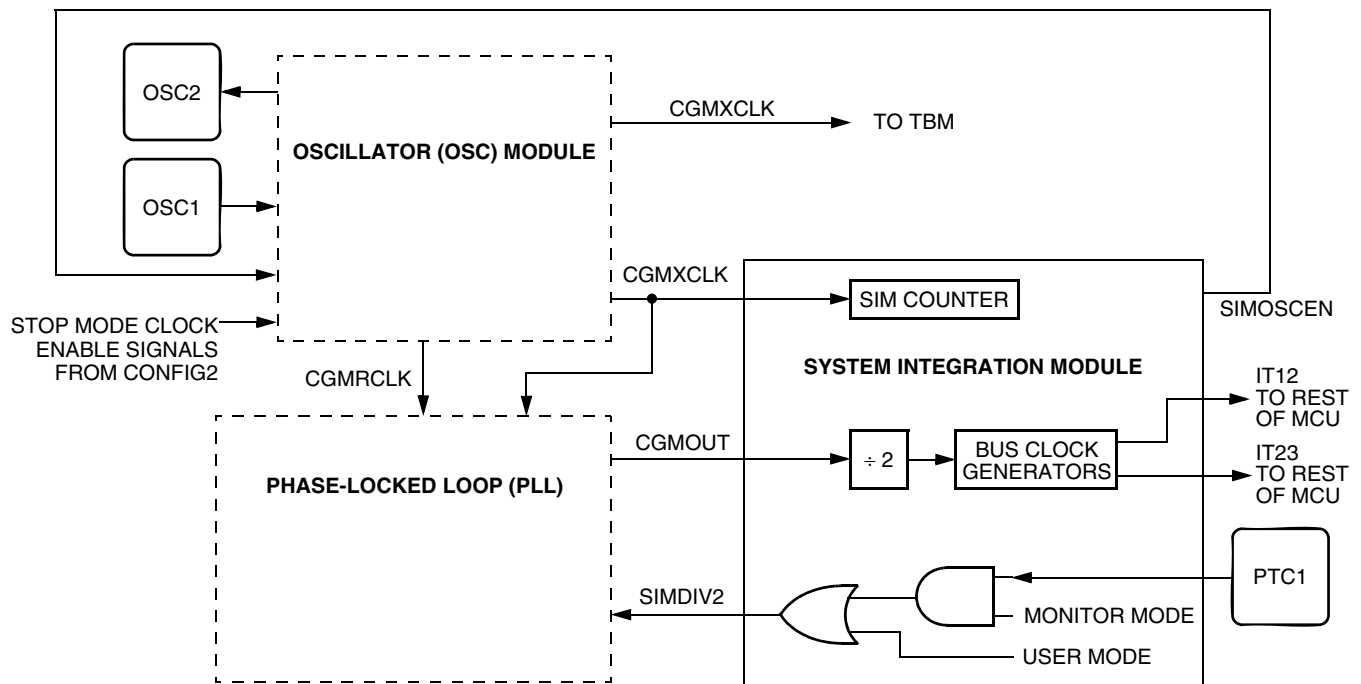 OSC2
OSCILLATOR (OSC) MODULE
CGMXCLK
TO TBM
OSC1
CGMXCLK
SIM COUNTER
SIMOSCEN
STOP MODE CLOCK
ENABLE SIGNALS
FROM CONFIG2
CGMRCLK
SYSTEM INTEGRATION MODULE
IT12
TO REST
OF MCU
PHASE-LOCKED LOOP (PLL)
CGMOUT
÷ 2
BUS CLOCK
GENERATORS
IT23
TO REST
OF MCU
SIMDIV2
PTC1
MONITOR MODE
USER MODE